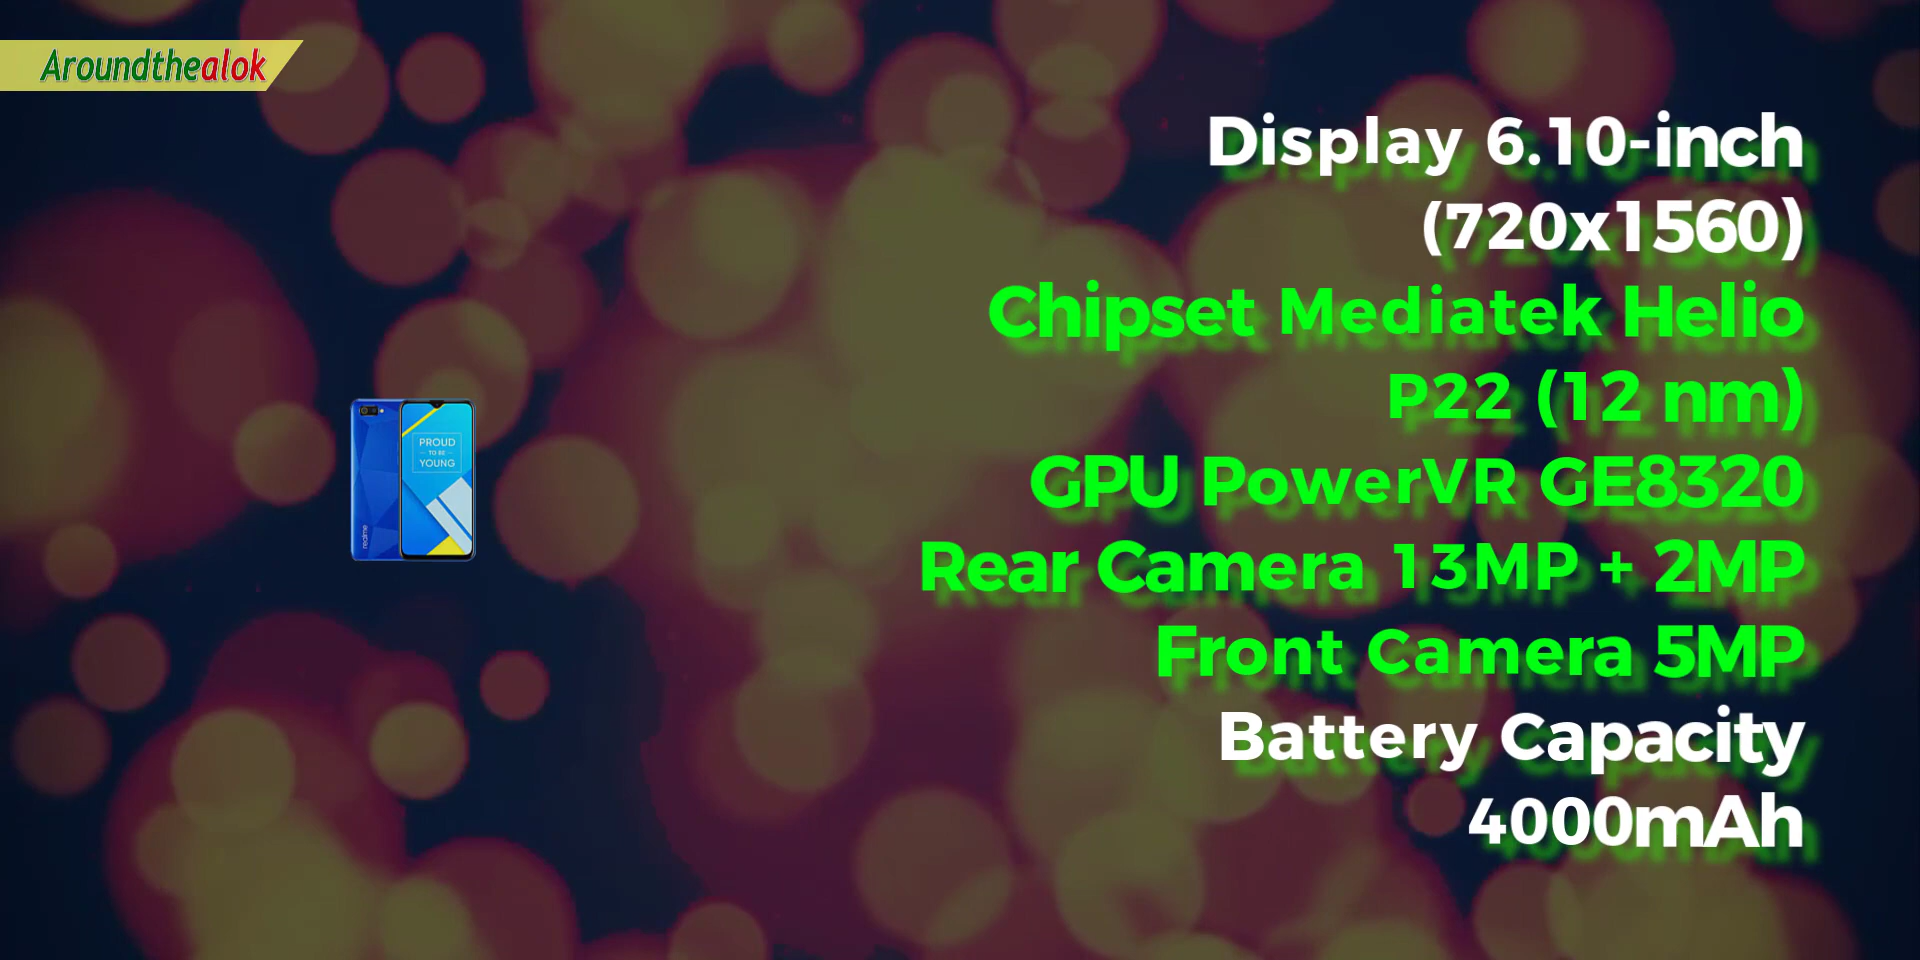 Aroundthealok
Display 6.10-inch
(720x1560)
Chipset Mediatek Helio
P22 (12 nm)
GPU PowerVR GE8320
Rear Camera 13MP + 2MP
Front Camera 5MP
Battery Capacity
4000mAh
PROUD
TO BE
YOUNG
realme